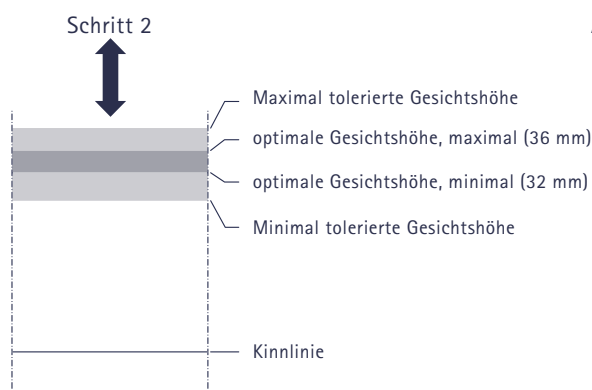 Schritt 2
Maximal tolerierte Gesichtshöhe
optimale Gesichtshöhe, maximal (36 mm)
optimale Gesichtshöhe, minimal (32 mm)
Minimal tolerierte Gesichtshöhe
Kinnlinie